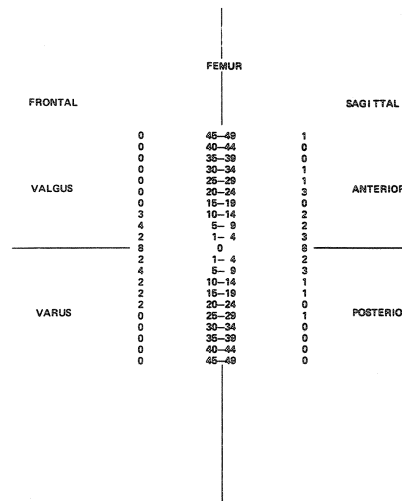 FEMUR
FRONTAL SAGITTAL
0 45-49 1
0 40-44 0
0 35-39 0
0 30-34 1
0 25-29 1
VALGUS 0 20-24 3 ANTERIOR
0 15-19 0
3 10-14 2
4 5- 9 2
2 1- 4 3
8 0 8
2 1- 4 2
4 5- 9 3
2 10-14 1
2 15-19 1
VARUS 2 20-24 0 POSTERIO
0 25-29 1
0 30-34 0
0 35-39 0
0 40-44 0
0 45-49 0